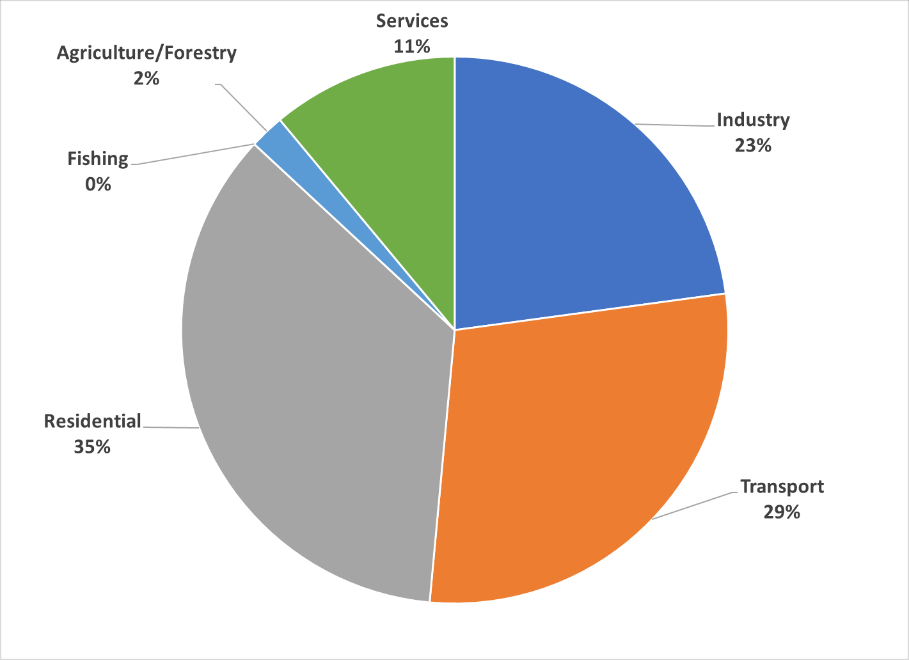 Services
11%
Agriculture/Forestry
2%
Industry
23%
Fishing
0%
Residential
35%
Transport
29%